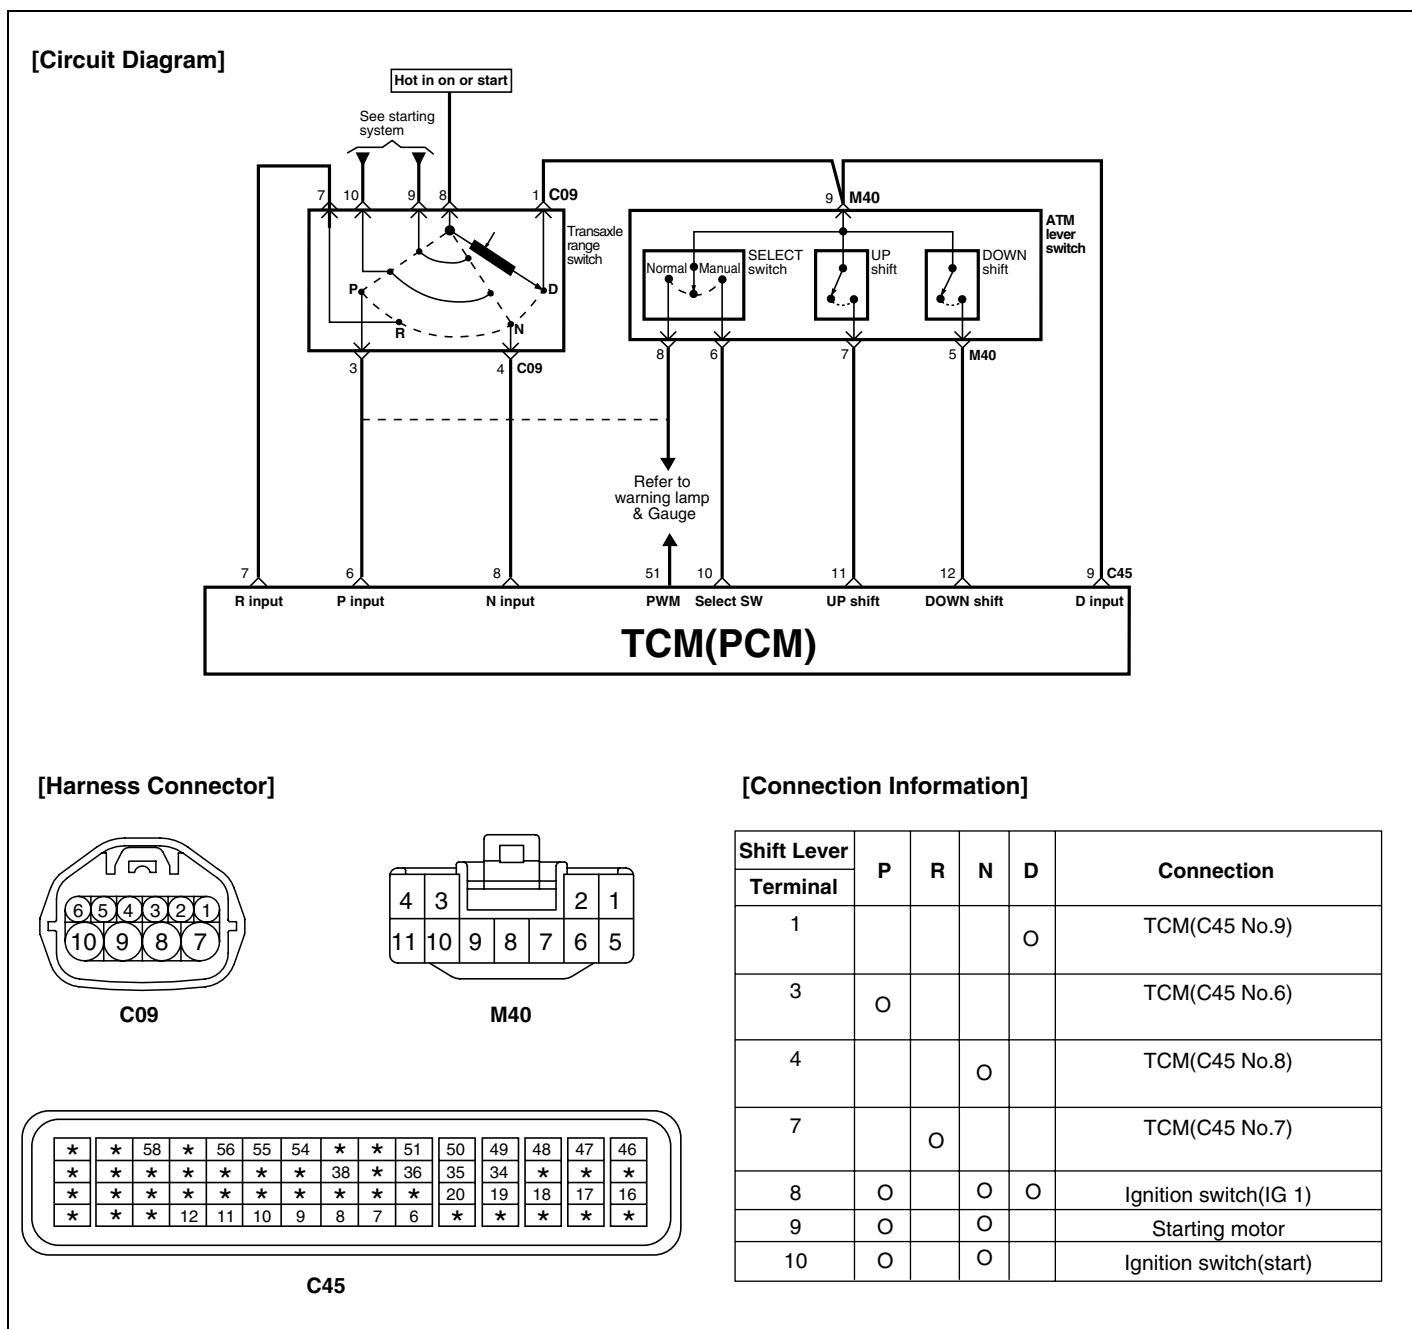 [Circuit Diagram]
Hot in on or start
See starting
system
7 10 9 8 1 C09
9 M40
Transaxle
range
switch
ATM
lever
switch
Normal Manual
SELECT
switch
UP
shift
DOWN
shift
P
D
R
N
3 4 C09
8 6 7 5 M40
Refer to
warning lamp
& Gauge
7 6 8 51 10 11 12 9 C45
R input P input N input PWM Select SW UP shift DOWN shift D input
TCM(PCM)
[Harness Connector]
6 5 4 3 2 1
10 9 8 7
C09
4 3 2 1
11 10 9 8 7 6 5
M40
* * 58 * 56 55 54 * * 51 50 49 48 47 46
* * * * * * * 38 * 36 35 34 * * *
* * * * * * * * * * 20 19 18 17 16
* * * 12 11 10 9 8 7 6 * * * * *
C45
[Connection Information]
Shift Lever
Terminal
P R N D Connection
1 O TCM(C45 No.9)
3 O TCM(C45 No.6)
4 O TCM(C45 No.8)
7 O TCM(C45 No.7)
8 O O O Ignition switch(IG 1)
9 O O Starting motor
10 O O Ignition switch(start)